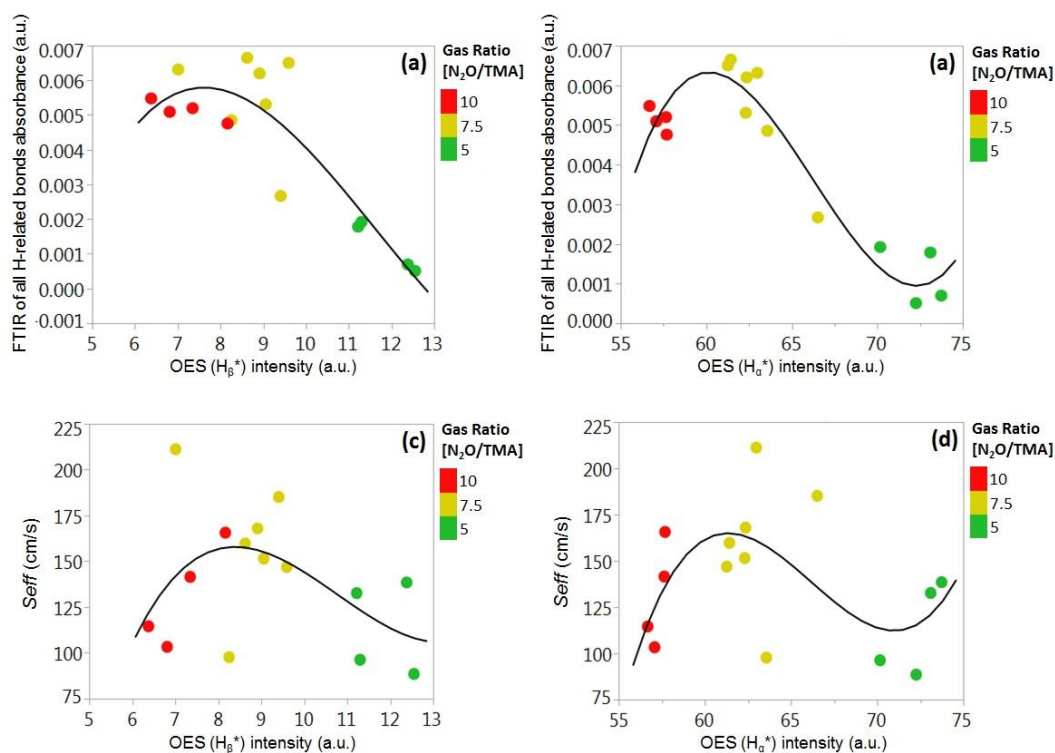 FTIR of all H-related bonds absorbance (a.u.)
0.007
0.006
0.005
0.004
0.003
0.002
0.001
0.000
-0.001
5 6 7 8 9 10 11 12 13
OES (Hβ*) intensity (a.u.)
(a)
Gas Ratio
[N₂O/TMA]
10
7.5
5
FTIR of all H-related bonds absorbance (a.u.)
0.007
0.006
0.005
0.004
0.003
0.002
0.001
0.000
55 60 65 70 75
OES (Hα*) intensity (a.u.)
(a)
Gas Ratio
[N₂O/TMA]
10
7.5
5
Seff (cm/s)
225
200
175
150
125
100
75
5 6 7 8 9 10 11 12 13
OES (Hβ*) intensity (a.u.)
(c)
Gas Ratio
[N₂O/TMA]
10
7.5
5
Seff (cm/s)
225
200
175
150
125
100
75
55 60 65 70 75
OES (Hα*) intensity (a.u.)
(d)
Gas Ratio
[N₂O/TMA]
10
7.5
5